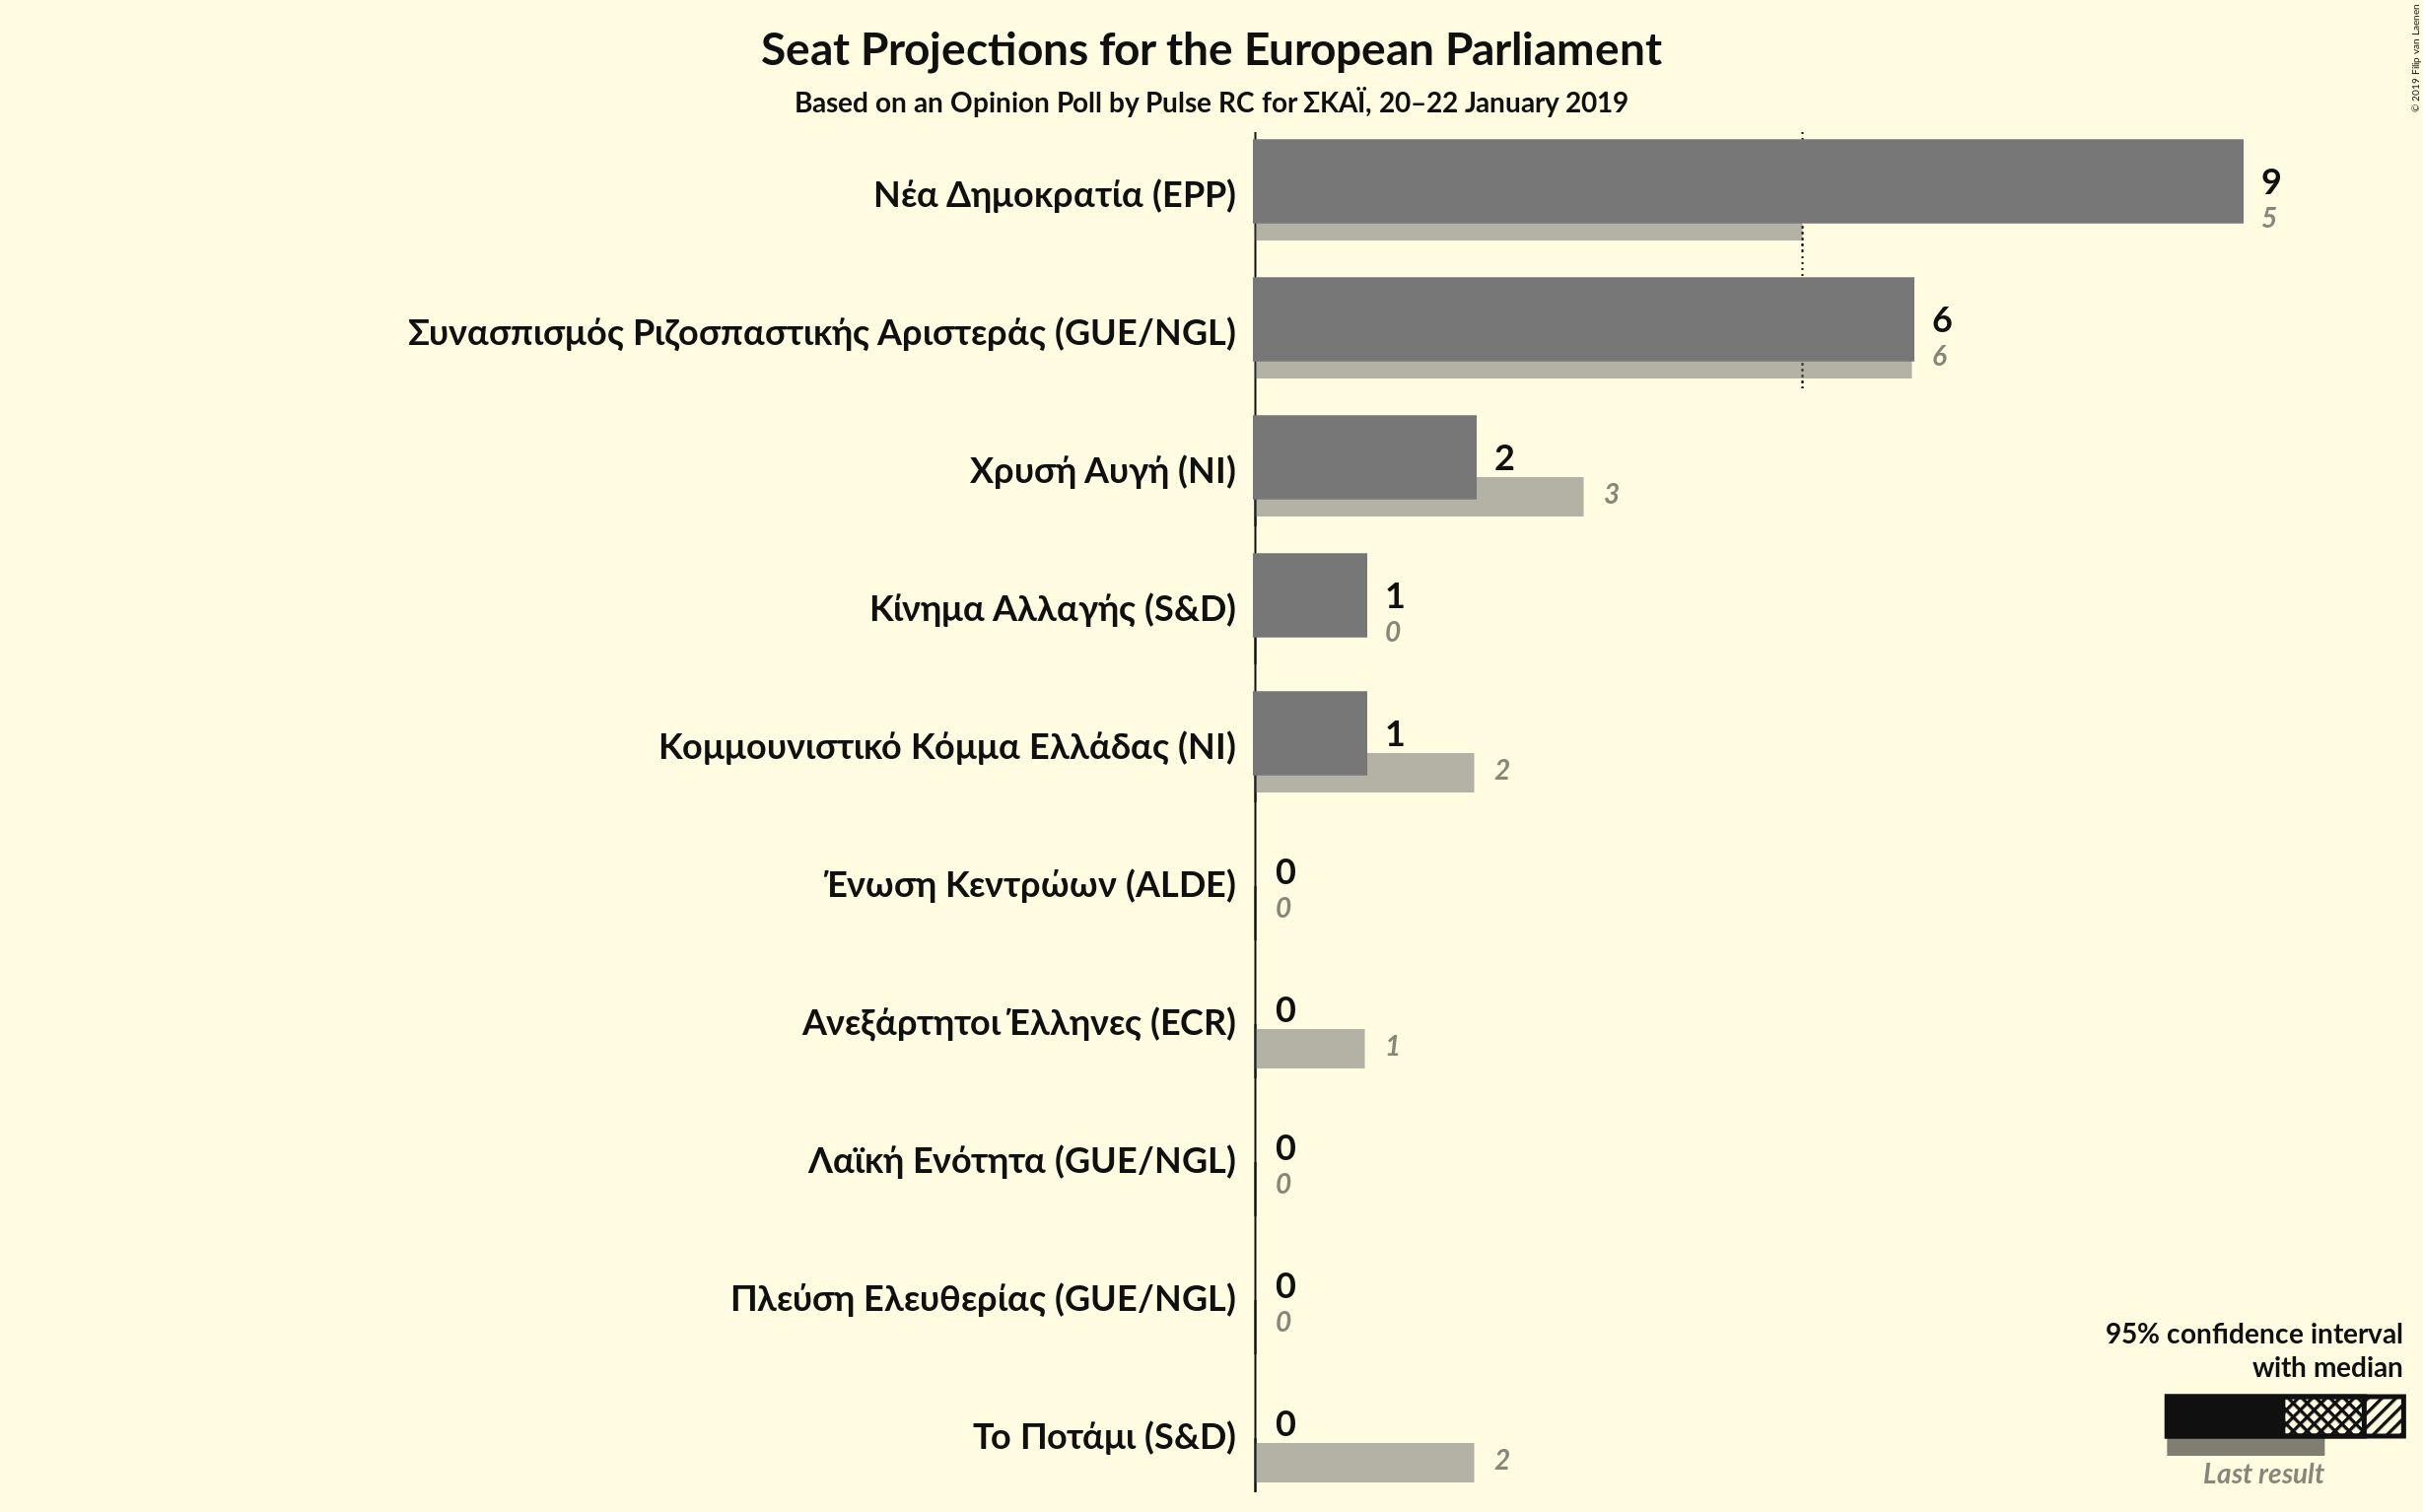 Seat Projections for the European Parliament
Based on an Opinion Poll by Pulse RC for ΣΚΑΪ, 20–22 January 2019
© 2019 Filip van Laenen
Νέα Δημοκρατία (EPP)
9
5
Συνασπισμός Ριζοσπαστικής Αριστεράς (GUE/NGL)
6
6
Χρυσή Αυγή (NI)
2
3
Κίνημα Αλλαγής (S&D)
1
0
Κομμουνιστικό Κόμμα Ελλάδας (NI)
1
2
Ένωση Κεντρώων (ALDE)
0
0
Ανεξάρτητοι Έλληνες (ECR)
0
1
Λαϊκή Ενότητα (GUE/NGL)
0
0
Πλεύση Ελευθερίας (GUE/NGL)
0
0
Το Ποτάμι (S&D)
0
2
95% confidence interval
with median
Last result